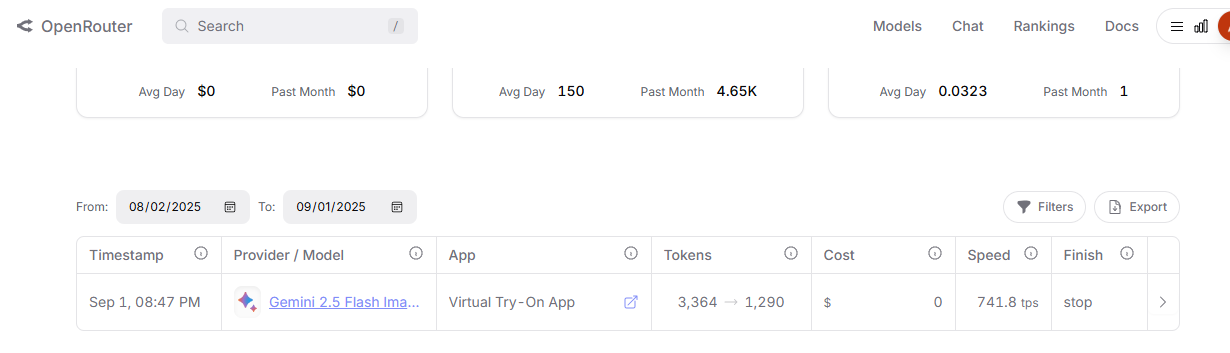 OpenRouter Search / Models Chat Rankings Docs
Avg Day $0 Past Month $0 Avg Day 150 Past Month 4.65K Avg Day 0.0323 Past Month 1
From: 08/02/2025 To: 09/01/2025 Filters Export
Timestamp Provider / Model App Tokens Cost Speed Finish
Sep 1, 08:47 PM Gemini 2.5 Flash Ima... Virtual Try-On App 3,364 → 1,290 $ 0 741.8 tps stop